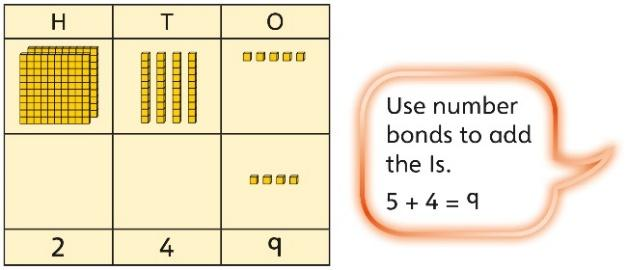 H T O
2 4 9
Use number
bonds to add
the 1s.
5 + 4 = 9